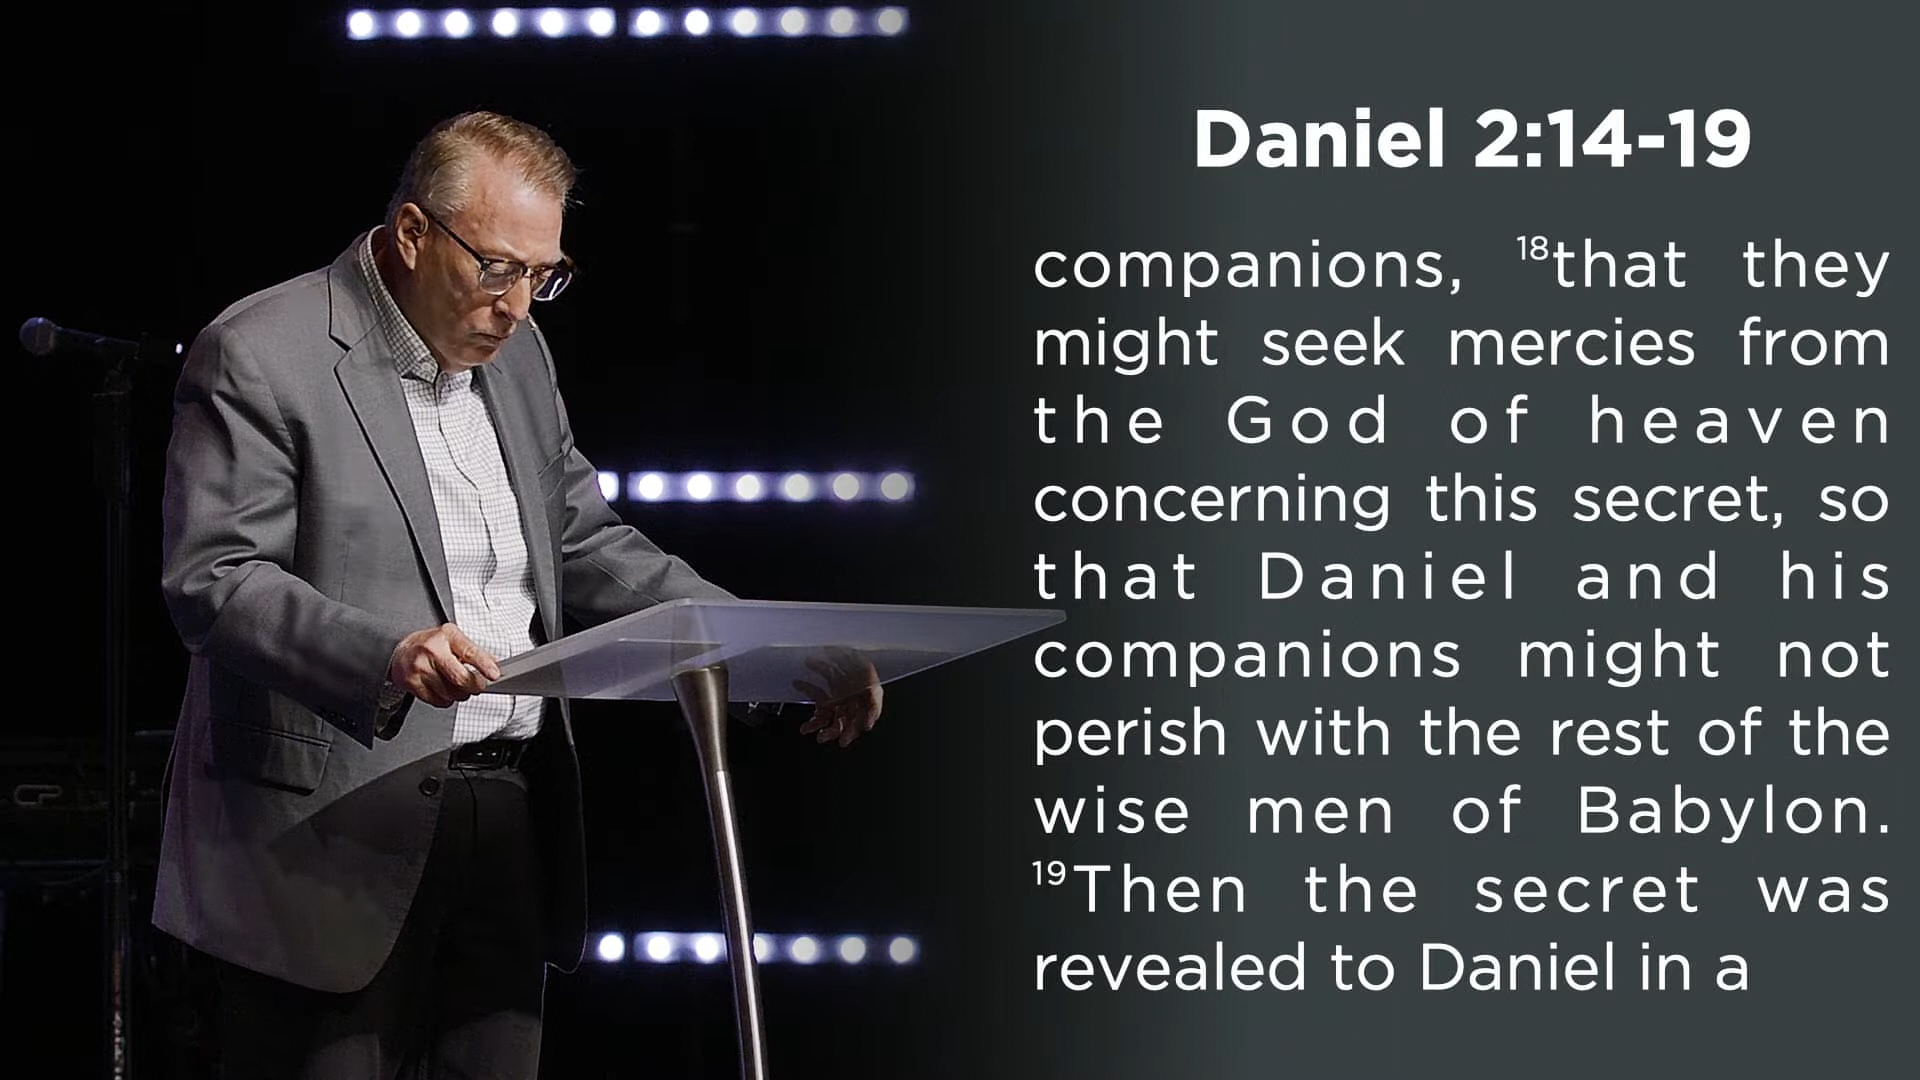 Daniel 2:14-19
companions, ¹⁸that they
might seek mercies from
the God of heaven
concerning this secret, so
that Daniel and his
companions might not
perish with the rest of the
wise men of Babylon.
¹⁹Then the secret was
revealed to Daniel in a